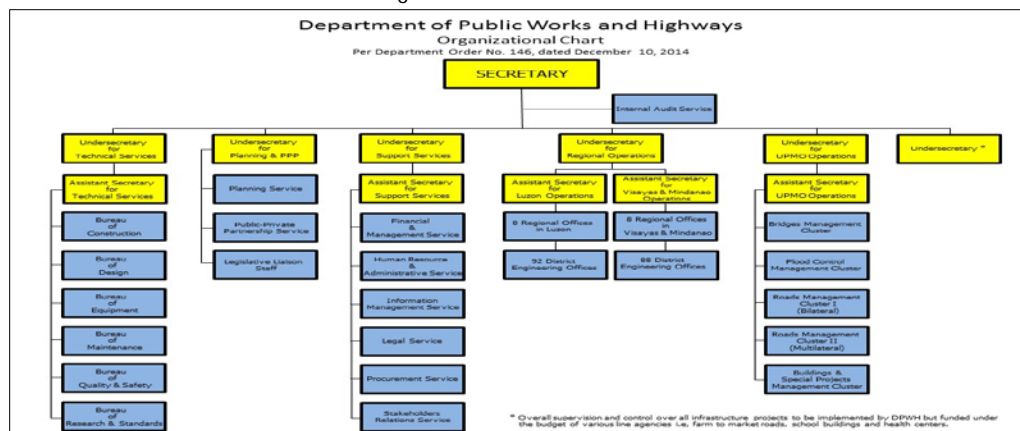 Department of Public Works and Highways
Organizational Chart
Per Department Order No. 146, dated December 10, 2014
SECRETARY
Internal Audit Service
Undersecretary
for
Technical Services
Assistant Secretary
for
Technical Services
Bureau
of
Construction
Bureau
of
Design
Bureau
of
Equipment
Bureau
of
Maintenance
Bureau
of
Quality & Safety
Bureau
of
Research & Standards
Undersecretary
for
Planning & PPP
Planning Service
Public-Private
Partnership Service
Legislative Liaison
Staff
Undersecretary
for
Support Services
Assistant Secretary
for
Support Services
Financial
&
Management Service
Human Resource
&
Administrative Service
Information
Management Service
Legal Service
Procurement Service
Stakeholders
Relations Service
Undersecretary
for
Regional Operations
Assistant Secretary
for
Luzon Operations
8 Regional Offices
in Luzon
92 District
Engineering Offices
Assistant Secretary
for
Visayas & Mindanao
Operations
8 Regional Offices
in
Visayas & Mindanao
88 District
Engineering Offices
Undersecretary
for
UPMO Operations
Assistant Secretary
for
UPMO Operations
Bridges Management
Cluster
Flood Control
Management Cluster
Roads Management
Cluster I
(Bilateral)
Roads Management
Cluster II
(Multilateral)
Buildings &
Special Projects
Management Cluster
Undersecretary *
* Overall supervision and control over all infrastructure projects to be implemented by DPWH but funded under
the budget of various line agencies i.e, farm to market roads, school buildings and health centers.